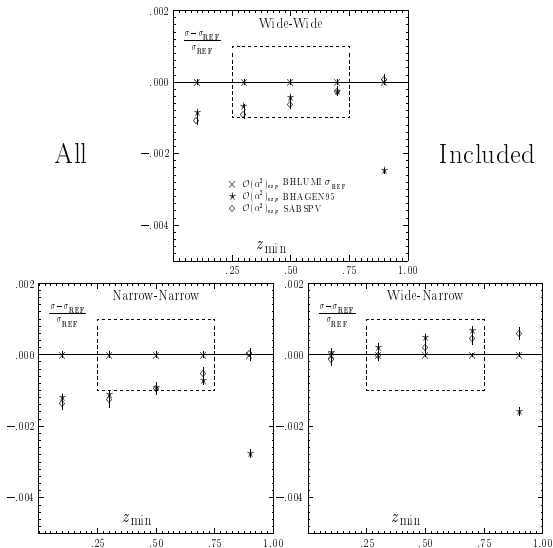 .002
Wide-Wide
σ−σREF
σREF
.000
All
Included
−.002
× O(α²)exp BHLUMI σREF
★ O(α²)exp BHAGEN95
◇ O(α²)exp SABSPV
−.004
zmin
.25 .50 .75 1.00
.002
Narrow-Narrow
σ−σREF
σREF
.000
−.002
−.004
zmin
.25 .50 .75 1.00
.002
Wide-Narrow
σ−σREF
σREF
.000
−.002
−.004
zmin
.25 .50 .75 1.00